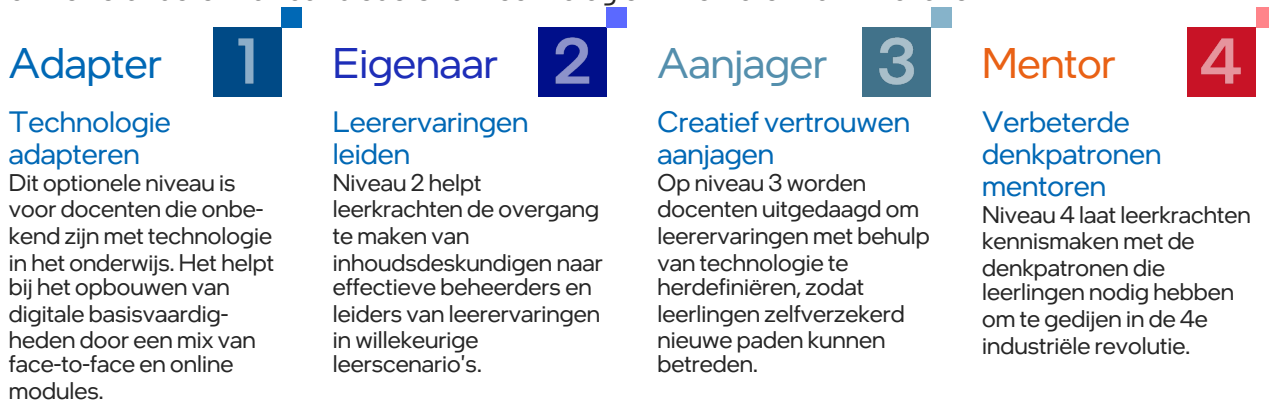 Adapter 1
Technologie
adapteren
Dit optionele niveau is
voor docenten die onbe-
kend zijn met technologie
in het onderwijs. Het helpt
bij het opbouwen van
digitale basisvaardig-
heden door een mix van
face-to-face en online
modules.
Eigenaar 2
Leerervaringen
leiden
Niveau 2 helpt
leerkrachten de overgang
te maken van
inhoudsdeskundigen naar
effectieve beheerders en
leiders van leerervaringen
in willekeurige
leerscenario's.
Aanjager 3
Creatief vertrouwen
aanjagen
Op niveau 3 worden
docenten uitgedaagd om
leerervaringen met behulp
van technologie te
herdefiniëren, zodat
leerlingen zelfverzekerd
nieuwe paden kunnen
betreden.
Mentor 4
Verbeterde
denkpatronen
mentoren
Niveau 4 laat leerkrachten
kennismaken met de
denkpatronen die
leerlingen nodig hebben
om te gedijen in de 4e
industriële revolutie.